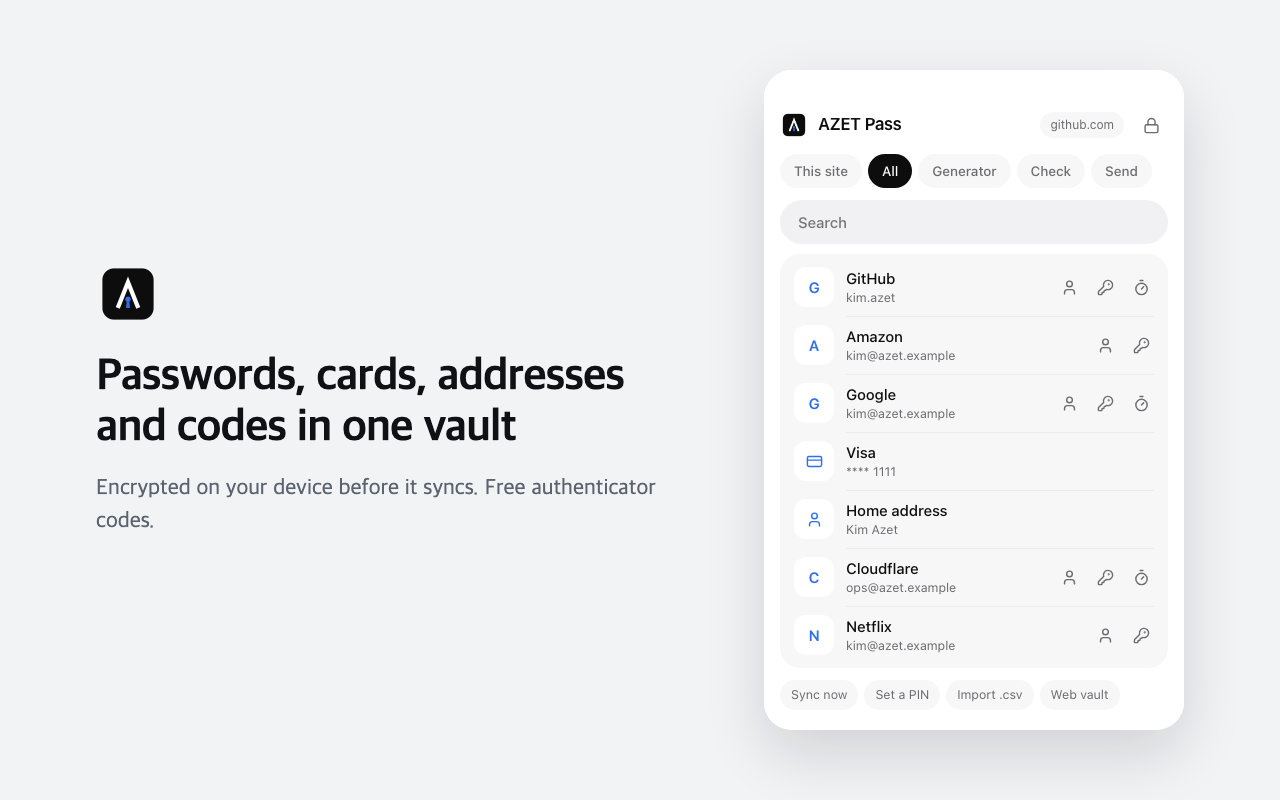 Passwords, cards, addresses
and codes in one vault
Encrypted on your device before it syncs. Free authenticator
codes.
AZET Pass
github.com
This site
All
Generator
Check
Send
Search
G
GitHub
kim.azet
A
Amazon
kim@azet.example
G
Google
kim@azet.example
Visa
**** 1111
Home address
Kim Azet
C
Cloudflare
ops@azet.example
N
Netflix
kim@azet.example
Sync now
Set a PIN
Import .csv
Web vault